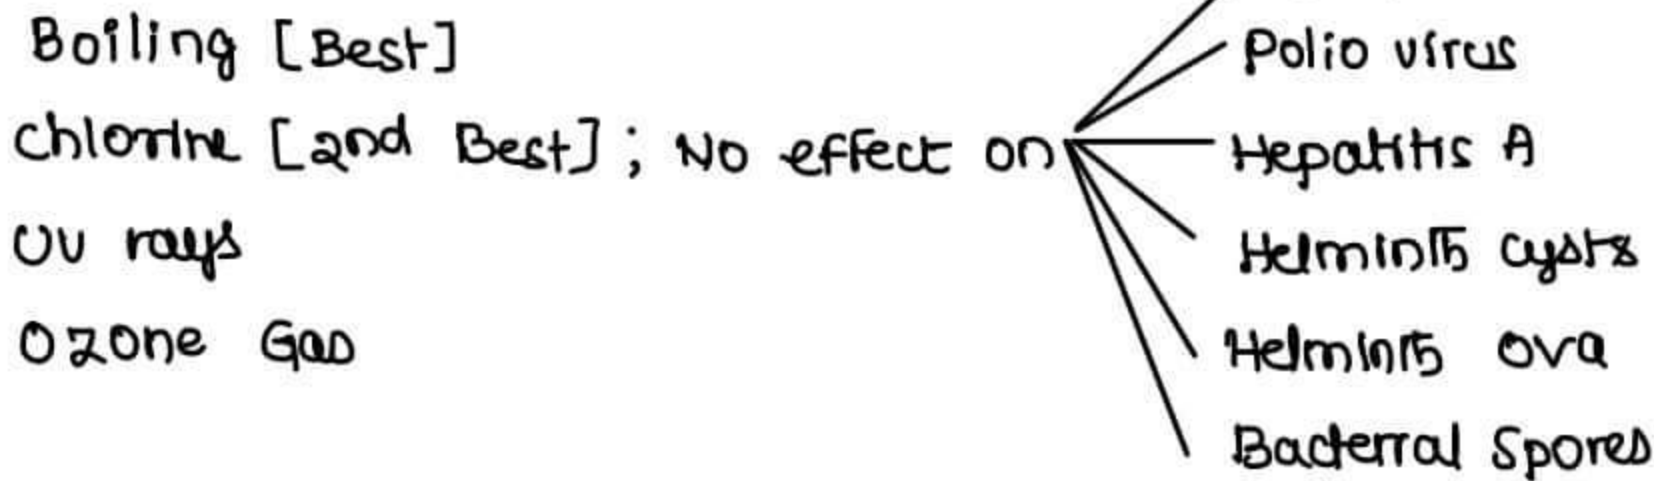 Boiling [Best]
Polio virus
Chlorine [2nd Best] ; No effect on
Hepatitis A
UV rays
Helminth cysts
Ozone Gas
Helminth ova
Bacterial Spores